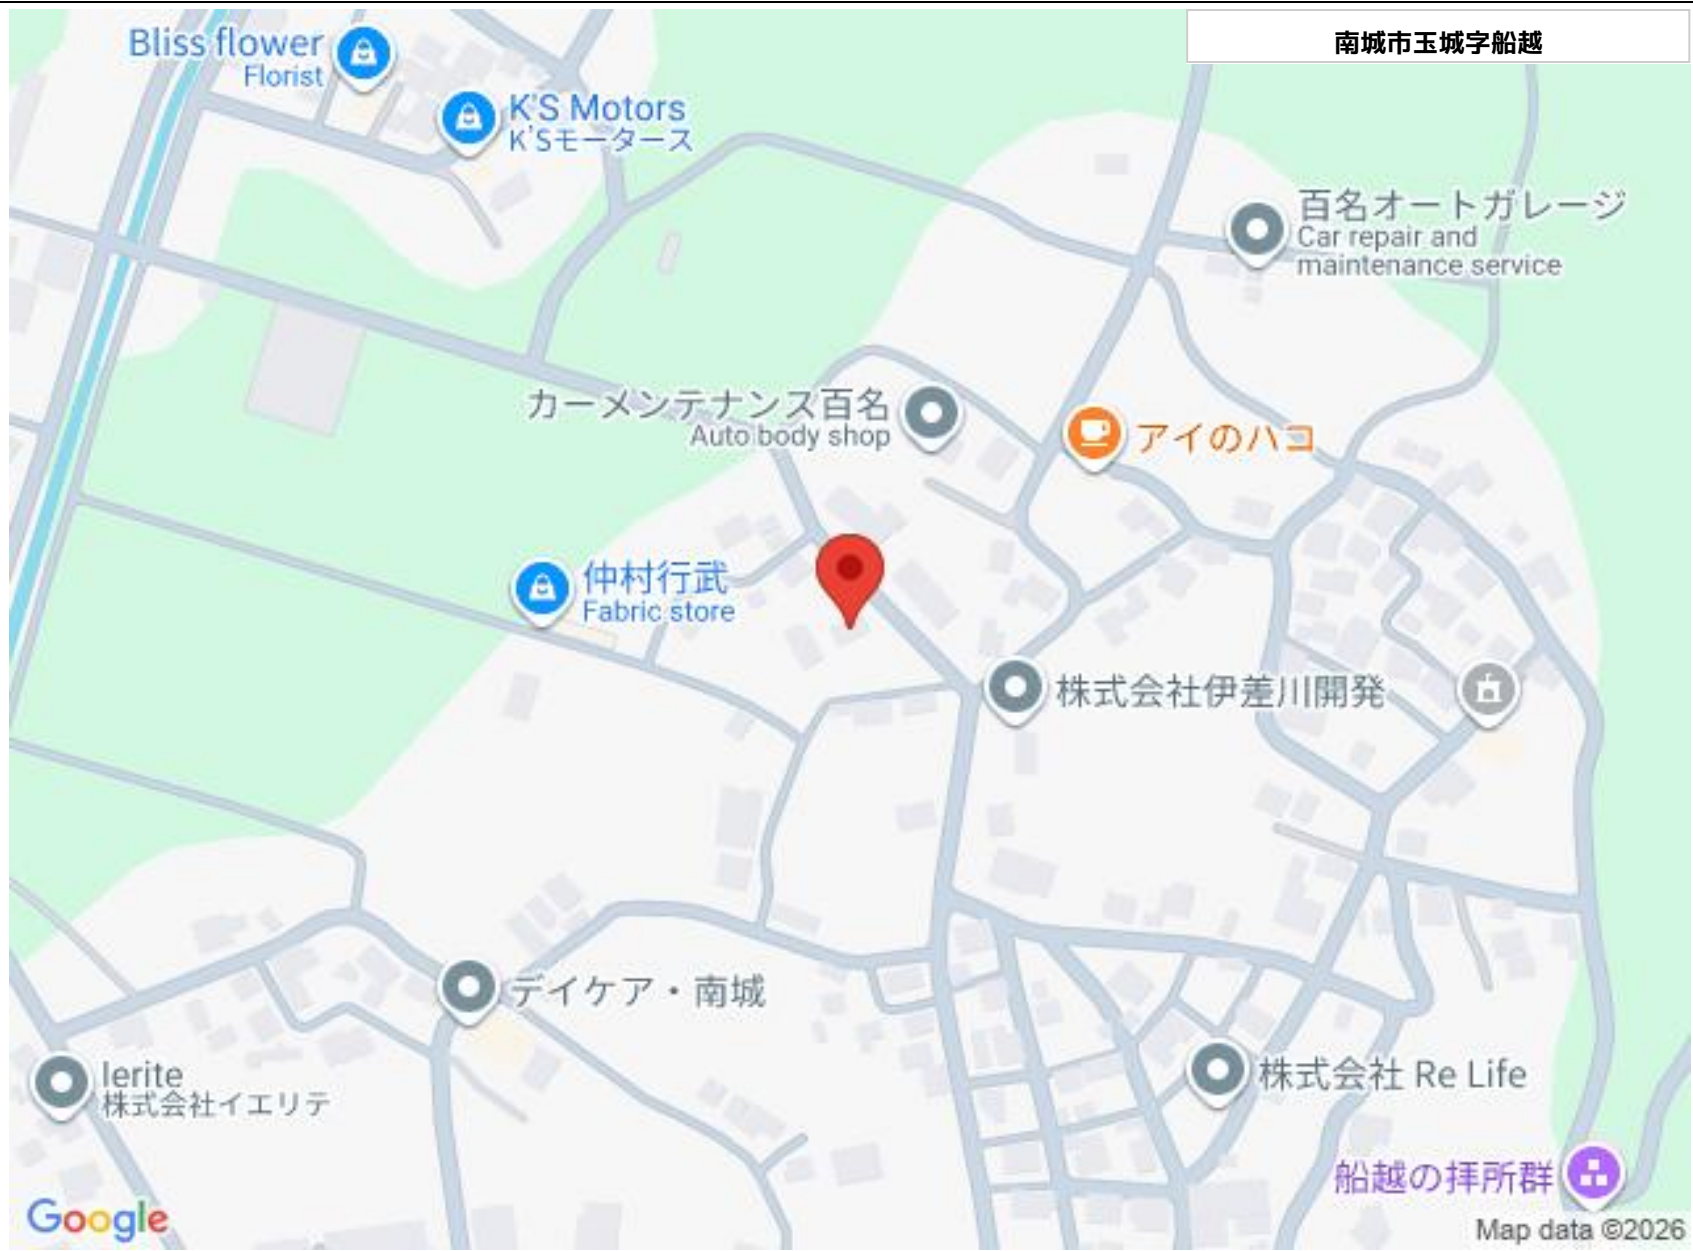 南城市玉城字船越
Bliss flower
Florist
K'S Motors
K'Sモータース
百名オートガレージ
Car repair and
maintenance service
カーメンテナンス百名
Auto body shop
アイのハコ
仲村行武
Fabric store
株式会社伊差川開発
デイケア・南城
Ierite
株式会社イエリテ
株式会社 Re Life
船越の拝所群
Google
Map data ©2026